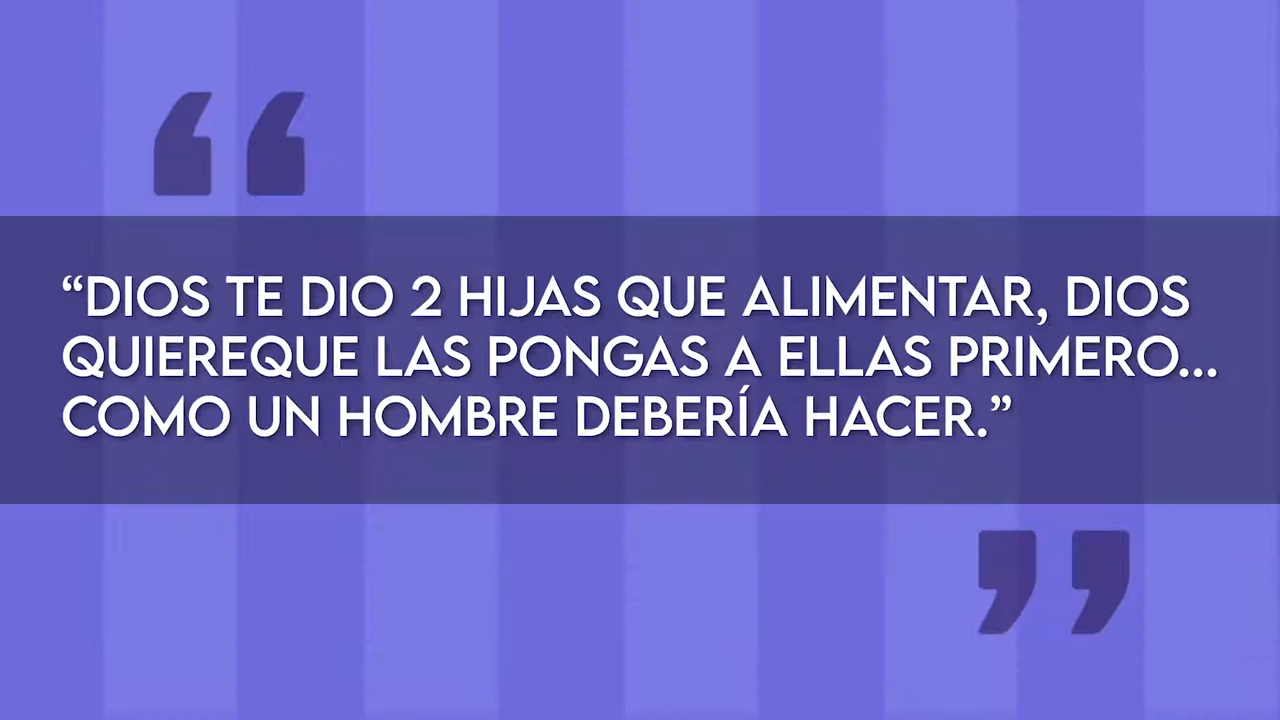 “DIOS TE DIO 2 HIJAS QUE ALIMENTAR, DIOS
QUIEREQUE LAS PONGAS A ELLAS PRIMERO...
COMO UN HOMBRE DEBERÍA HACER.”